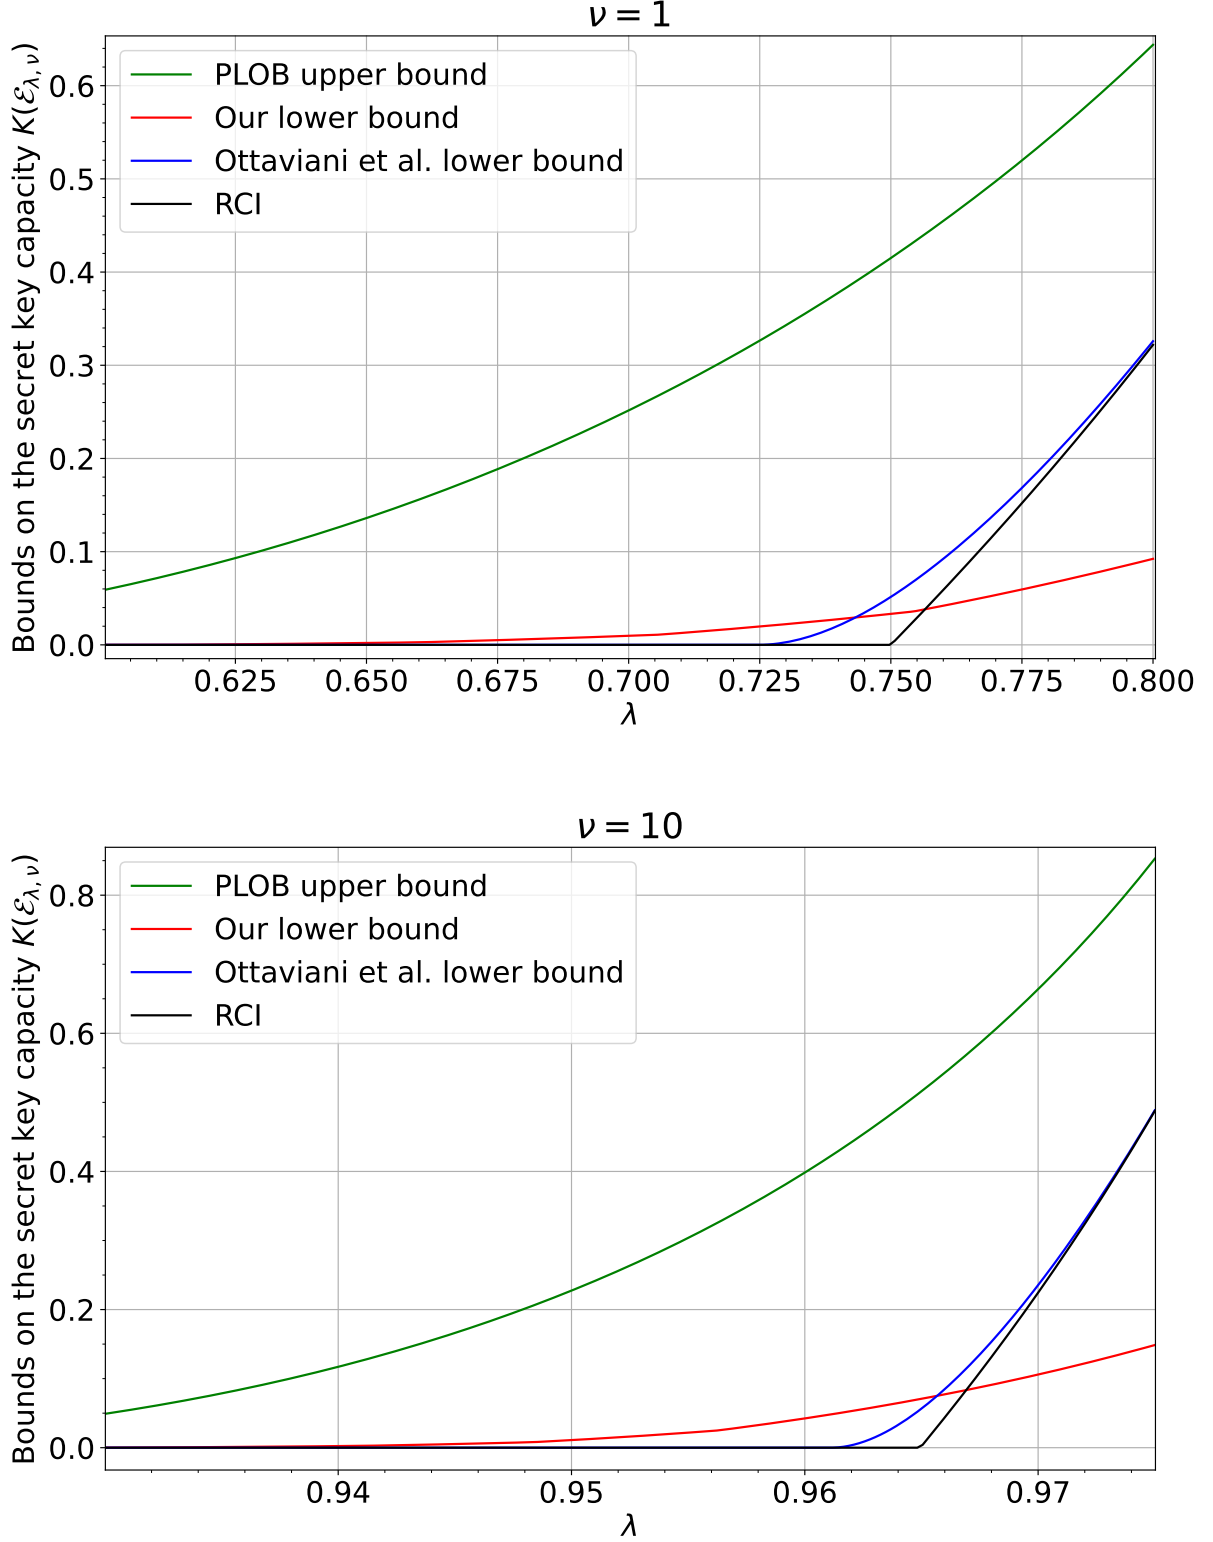 ν = 1
PLOB upper bound
Our lower bound
Ottaviani et al. lower bound
RCI
Bounds on the secret key capacity K(ℰλ, ν)
0.6
0.5
0.4
0.3
0.2
0.1
0.0
0.625 0.650 0.675 0.700 0.725 0.750 0.775 0.800
λ
ν = 10
PLOB upper bound
Our lower bound
Ottaviani et al. lower bound
RCI
Bounds on the secret key capacity K(ℰλ, ν)
0.8
0.6
0.4
0.2
0.0
0.94 0.95 0.96 0.97
λ